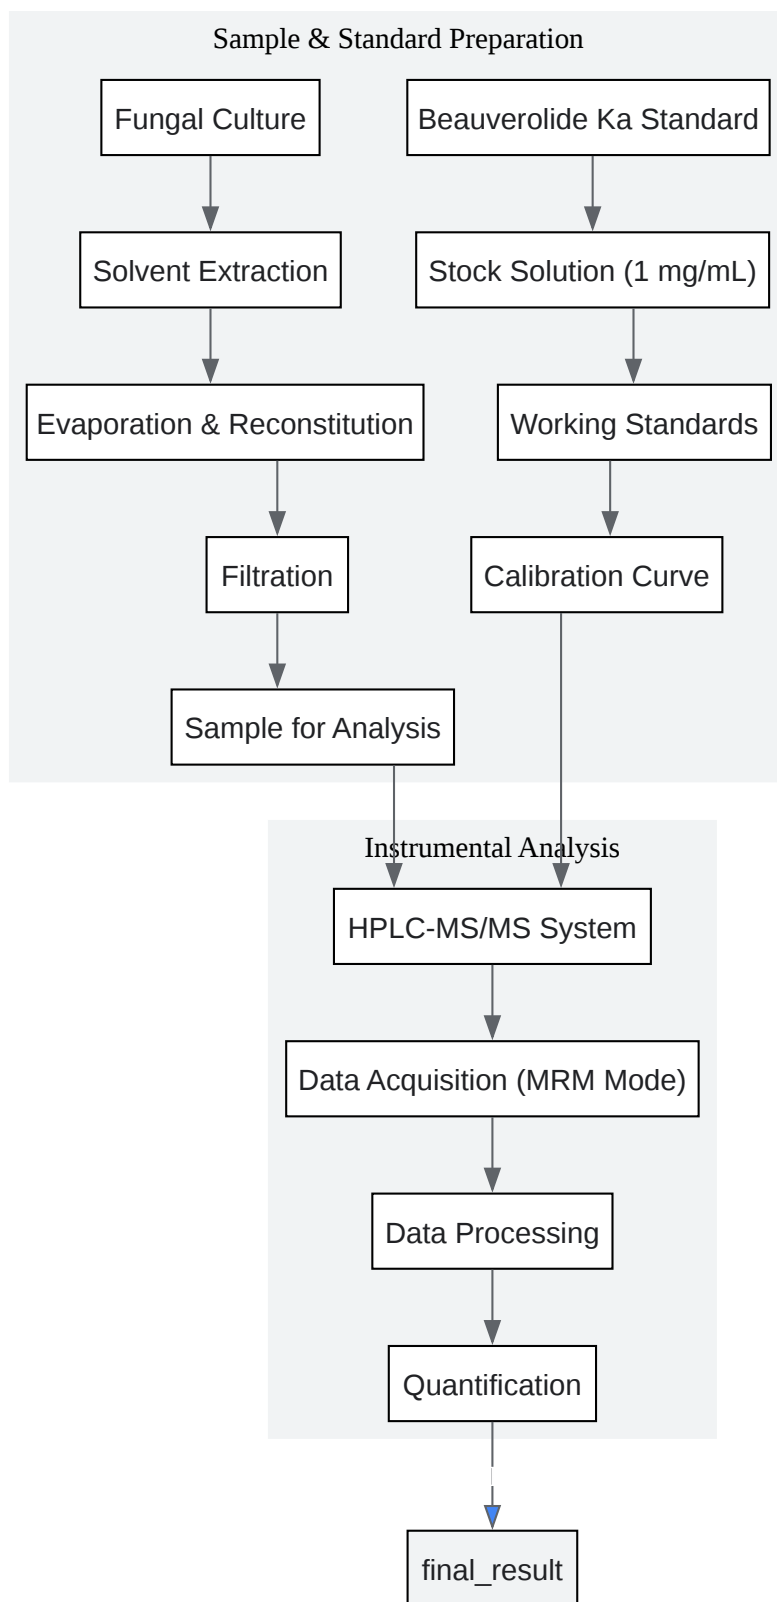 Sample & Standard Preparation
Fungal Culture
Beauverolide Ka Standard
Solvent Extraction
Stock Solution (1 mg/mL)
Evaporation & Reconstitution
Working Standards
Filtration
Calibration Curve
Sample for Analysis
Instrumental Analysis
HPLC-MS/MS System
Data Acquisition (MRM Mode)
Data Processing
Quantification
final_result